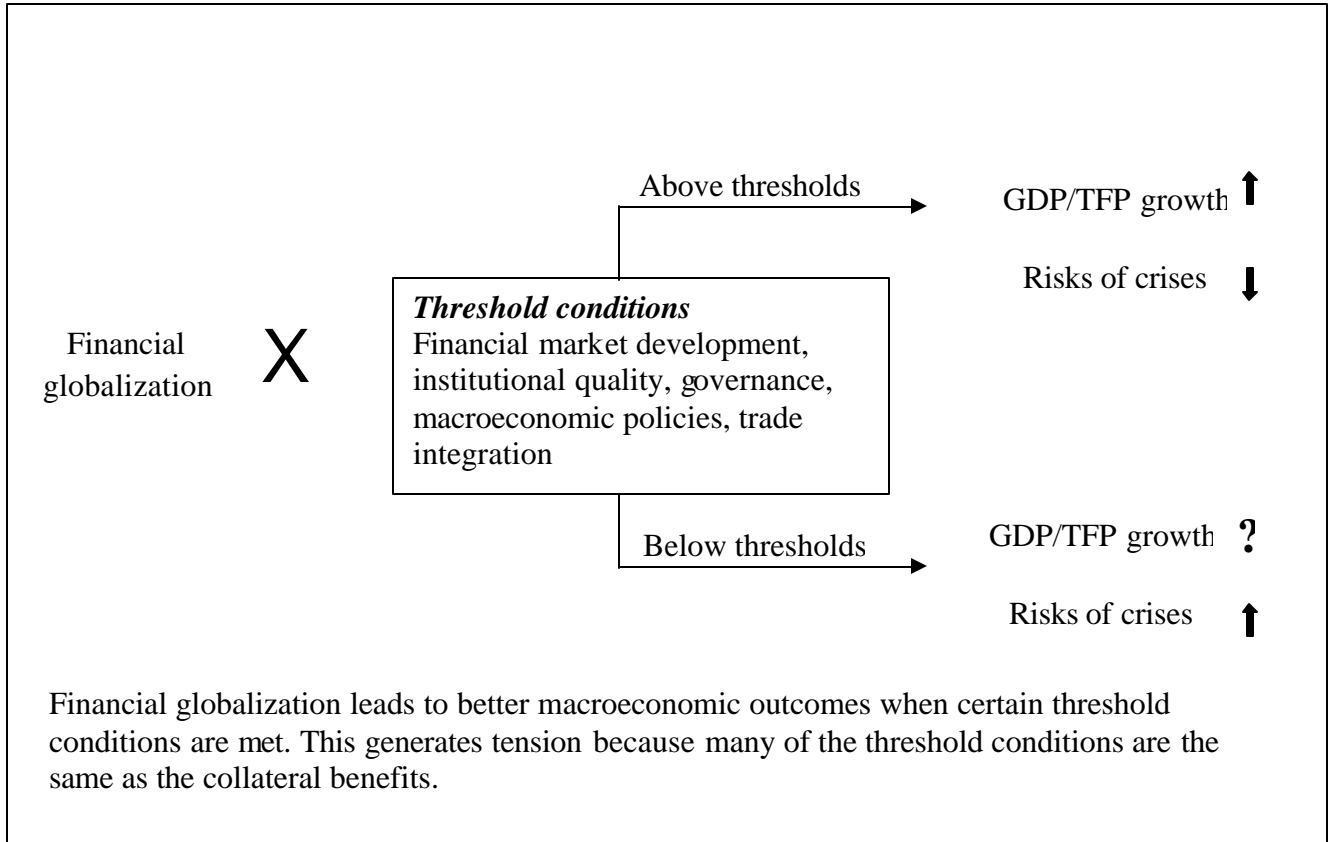 Above thresholds
GDP/TFP growth ↑
Risks of crises ↓
Financial
globalization
X
Threshold conditions
Financial market development,
institutional quality, governance,
macroeconomic policies, trade
integration
Below thresholds
GDP/TFP growth ?
Risks of crises ↑
Financial globalization leads to better macroeconomic outcomes when certain threshold
conditions are met. This generates tension because many of the threshold conditions are the
same as the collateral benefits.